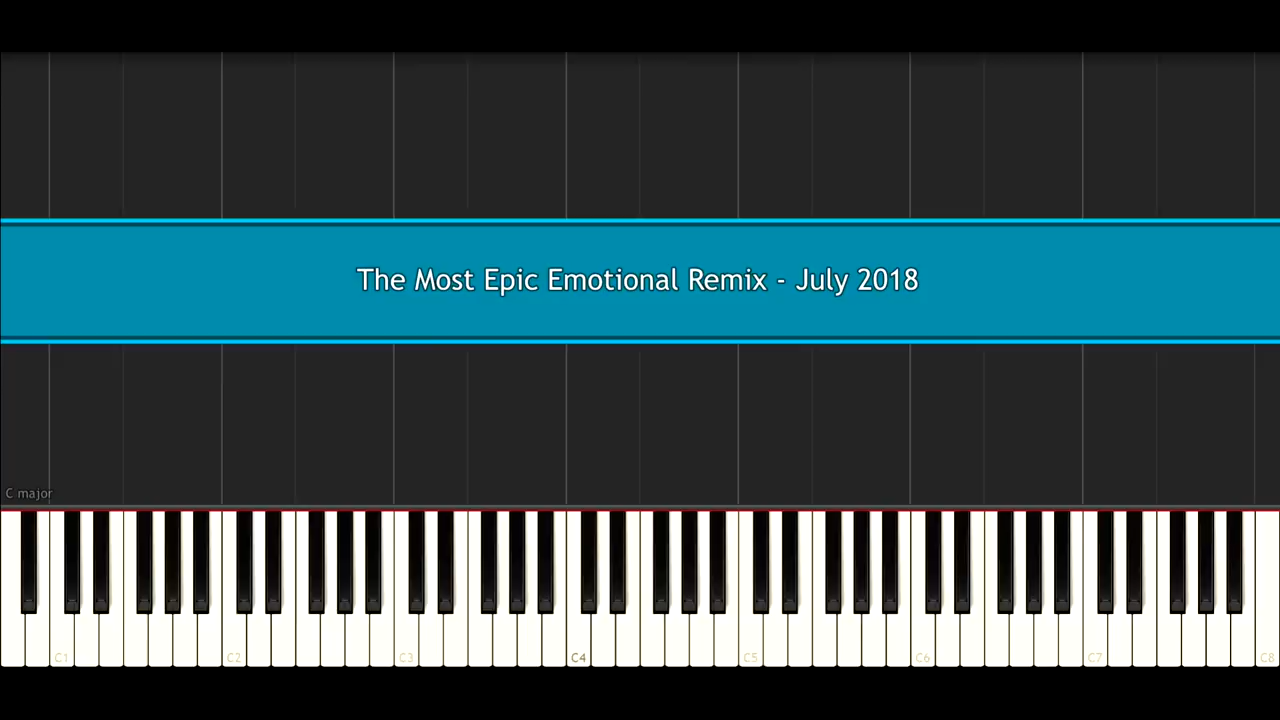 The Most Epic Emotional Remix - July 2018
C major
C1 C2 C3 C4 C5 C6 C7 C8